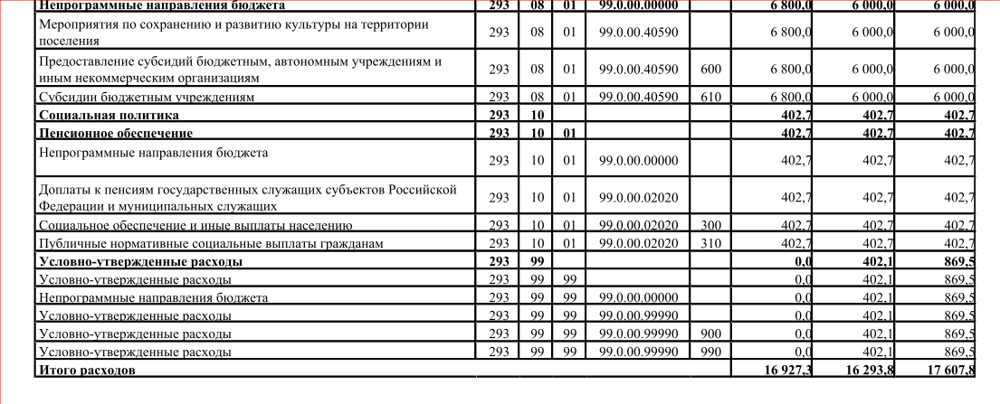 Непрограммные направления бюджета 293 08 01 99.0.00.00000 6 800,0 6 000,0 6 000,0
Мероприятия по сохранению и развитию культуры на территории
поселения 293 08 01 99.0.00.40590 6 800,0 6 000,0 6 000,0
Предоставление субсидий бюджетным, автономным учреждениям и
иным некоммерческим организациям 293 08 01 99.0.00.40590 600 6 800,0 6 000,0 6 000,0
Субсидии бюджетным учреждениям 293 08 01 99.0.00.40590 610 6 800,0 6 000,0 6 000,0
Социальная политика 293 10 402,7 402,7 402,7
Пенсионное обеспечение 293 10 01 402,7 402,7 402,7
Непрограммные направления бюджета 293 10 01 99.0.00.00000 402,7 402,7 402,7
Доплаты к пенсиям государственных служащих субъектов Российской
Федерации и муниципальных служащих 293 10 01 99.0.00.02020 402,7 402,7 402,7
Социальное обеспечение и иные выплаты населению 293 10 01 99.0.00.02020 300 402,7 402,7 402,7
Публичные нормативные социальные выплаты гражданам 293 10 01 99.0.00.02020 310 402,7 402,7 402,7
Условно-утвержденные расходы 293 99 0,0 402,1 869,5
Условно-утвержденные расходы 293 99 99 0,0 402,1 869,5
Непрограммные направления бюджета 293 99 99 99.0.00.00000 0,0 402,1 869,5
Условно-утвержденные расходы 293 99 99 99.0.00.99990 0,0 402,1 869,5
Условно-утвержденные расходы 293 99 99 99.0.00.99990 900 0,0 402,1 869,5
Условно-утвержденные расходы 293 99 99 99.0.00.99990 990 0,0 402,1 869,5
Итого расходов 16 927,3 16 293,8 17 607,8